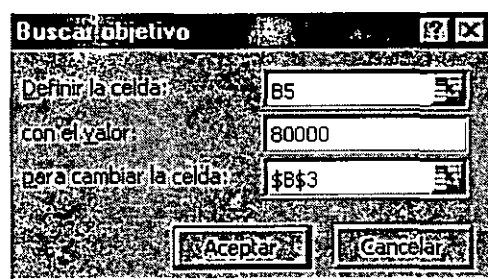 Buscar objetivo
Definir la celda: B5
con el valor: 80000
para cambiar la celda: $B$3
Aceptar Cancelar